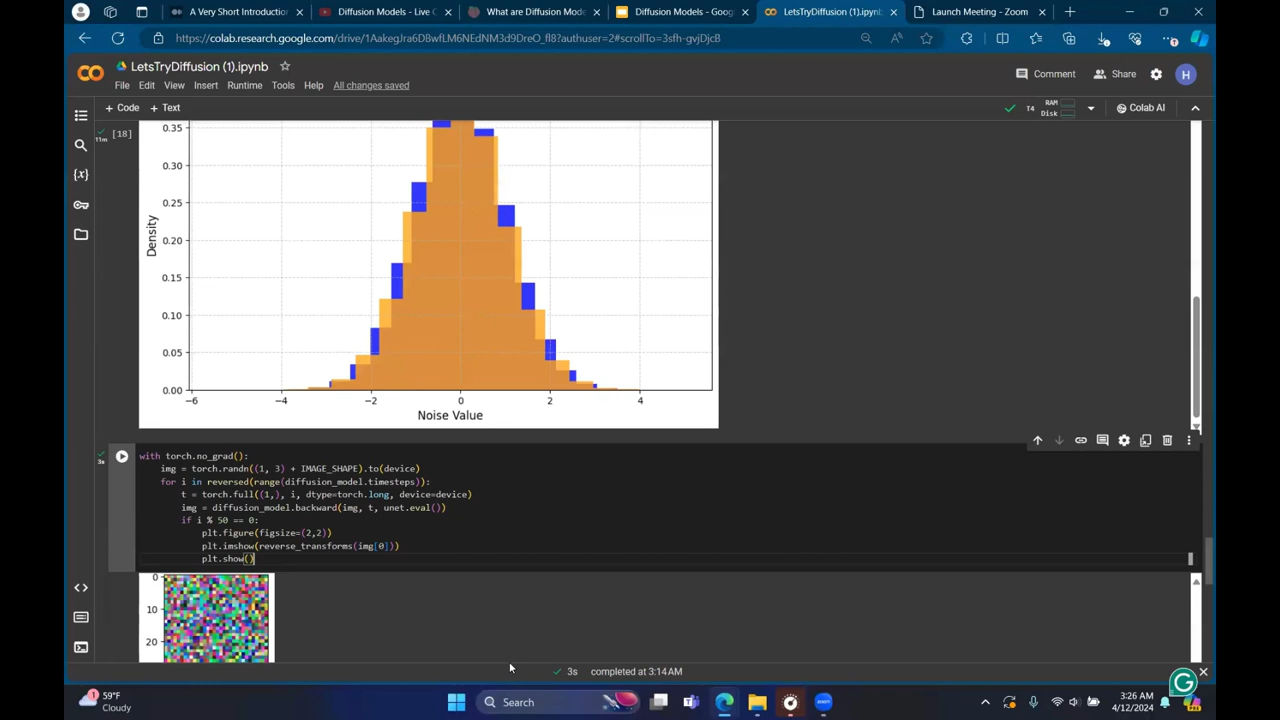 A Very Short Introduction
Diffusion Models - Live C
What are Diffusion Mode
Diffusion Models - Goog
LetsTryDiffusion (1).ipynb
Launch Meeting - Zoom
https://colab.research.google.com/drive/1AakegJra6D8wfLM6NEdNM3d9DreO_fl8?authuser=2#scrollTo=3sfh-gvjDjcB
LetsTryDiffusion (1).ipynb
Comment
Share
H
File Edit View Insert Runtime Tools Help All changes saved
+ Code + Text
T4
RAM
Disk
Colab AI
[18]
11m
0.35
0.30
0.25
0.20
0.15
0.10
0.05
0.00
Density
−6 −4 −2 0 2 4
Noise Value
3s
with torch.no_grad():
img = torch.randn((1, 3) + IMAGE_SHAPE).to(device)
for i in reversed(range(diffusion_model.timesteps)):
t = torch.full((1,), i, dtype=torch.long, device=device)
img = diffusion_model.backward(img, t, unet.eval())
if i % 50 == 0:
plt.figure(figsize=(2,2))
plt.imshow(reverse_transforms(img[0]))
plt.show()
0
10
20
3s completed at 3:14 AM
1
59°F
Cloudy
Search
3:26 AM
4/12/2024